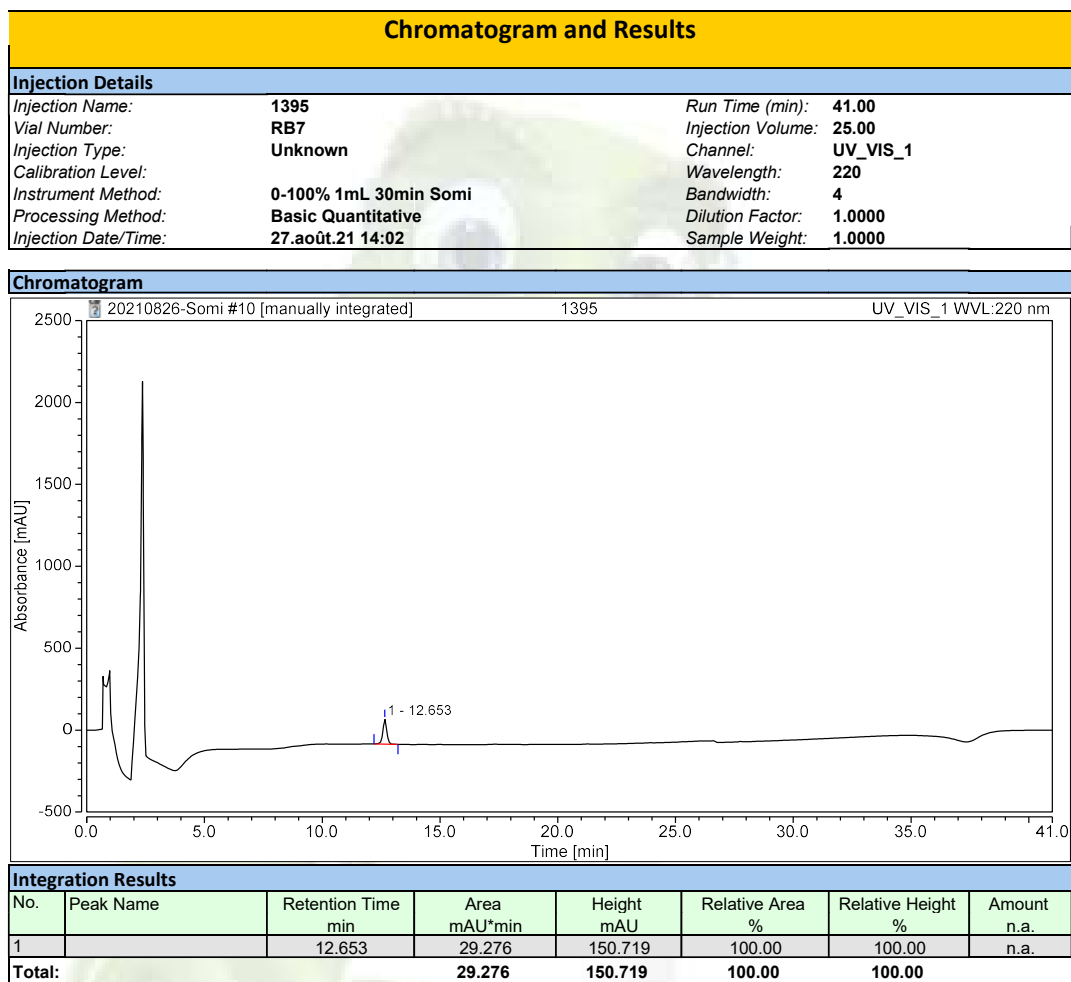 Chromatogram and Results
Injection Details
Injection Name: 1395 Run Time (min): 41.00
Vial Number: RB7 Injection Volume: 25.00
Injection Type: Unknown Channel: UV_VIS_1
Calibration Level: Wavelength: 220
Instrument Method: 0-100% 1mL 30min Somi Bandwidth: 4
Processing Method: Basic Quantitative Dilution Factor: 1.0000
Injection Date/Time: 27.août.21 14:02 Sample Weight: 1.0000
Chromatogram
20210826-Somi #10 [manually integrated] 1395 UV_VIS_1 WVL:220 nm
2500
2000
1500
1000
500
0
-500
Absorbance [mAU]
1 - 12.653
0.0 5.0 10.0 15.0 20.0 25.0 30.0 35.0 41.0
Time [min]
Integration Results
No. Peak Name Retention Time Area Height Relative Area Relative Height Amount
min mAU*min mAU % % n.a.
1 12.653 29.276 150.719 100.00 100.00 n.a.
Total: 29.276 150.719 100.00 100.00